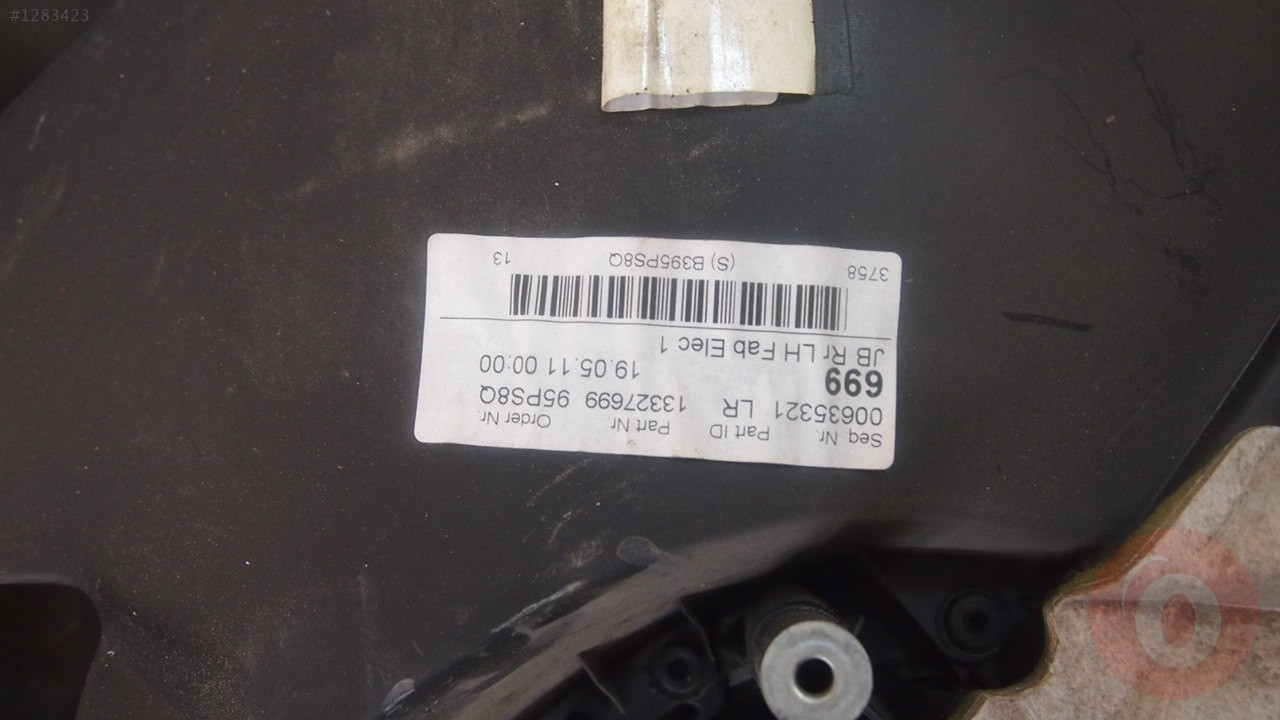 #1283423
Seq. Nr. Part ID Part Nr. Order Nr.
00635321 LR 13327699 95PS8Q
699 19.05.11 00:00
JB Rr LH Fab Elec 1
3758 (S) B395PS8Q 13